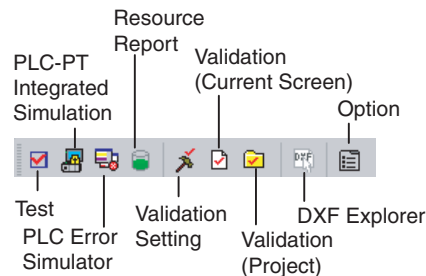 Resource
Report
PLC-PT
Integrated
Simulation
Validation
(Current Screen)
Option
DXF
Test
PLC Error
Simulator
Validation
Setting
Validation
(Project)
DXF Explorer